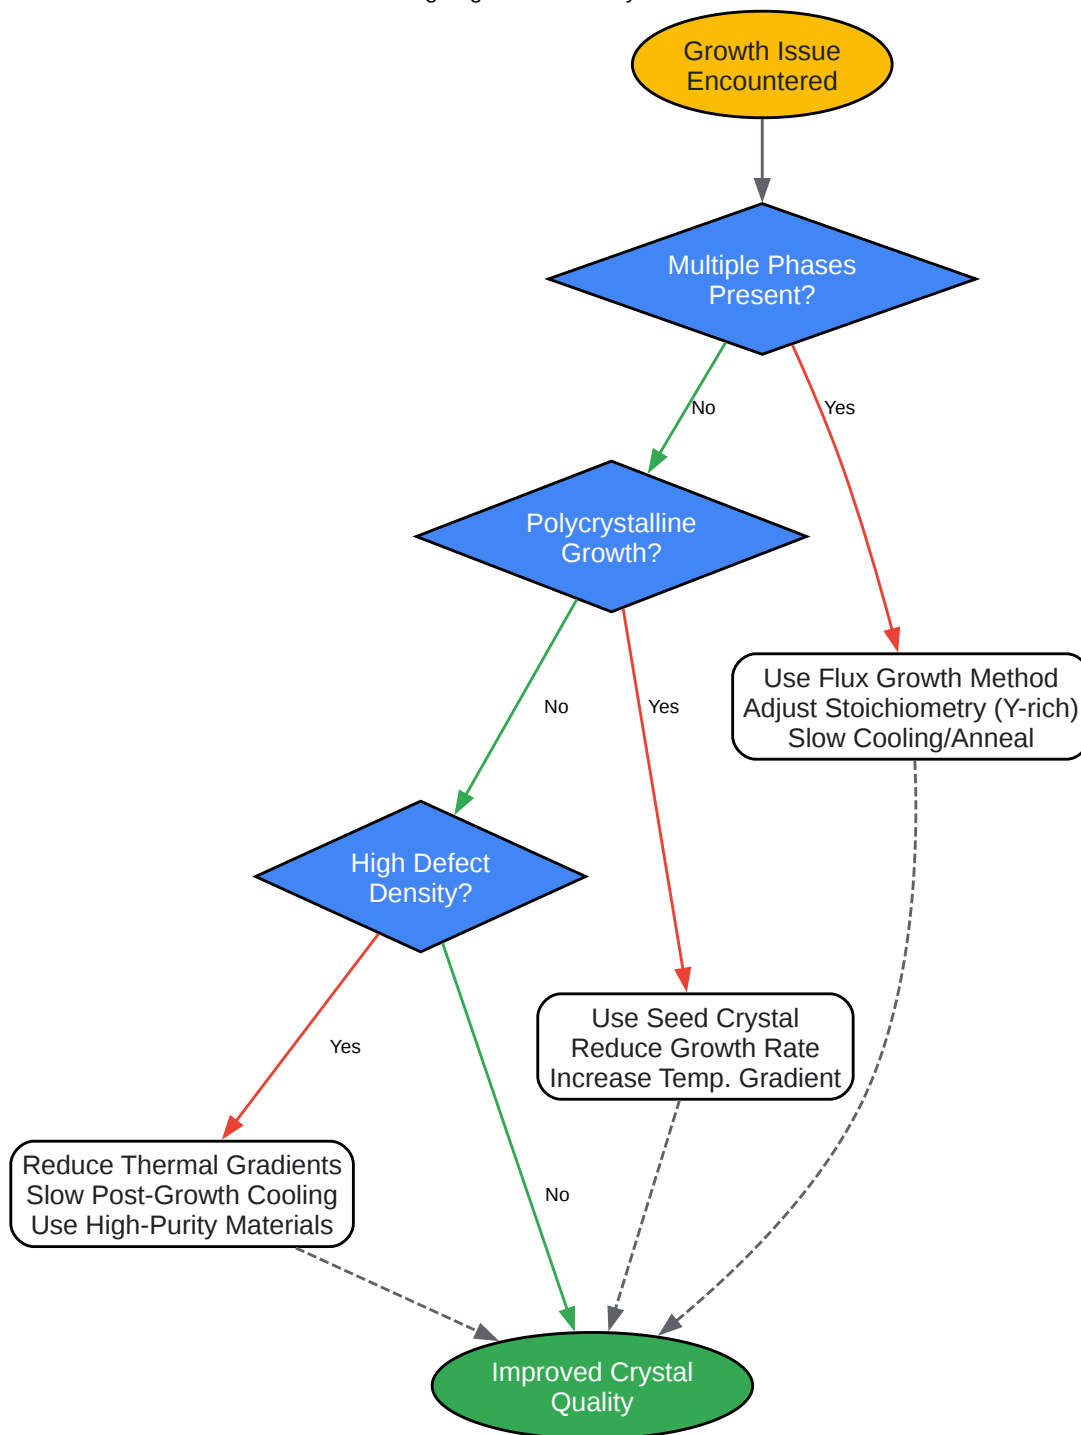 Growth Issue
Encountered
Multiple Phases
Present?
No
Yes
Polycrystalline
Growth?
No
Yes
Use Flux Growth Method
Adjust Stoichiometry (Y-rich)
Slow Cooling/Anneal
High Defect
Density?
Yes
No
Use Seed Crystal
Reduce Growth Rate
Increase Temp. Gradient
Reduce Thermal Gradients
Slow Post-Growth Cooling
Use High-Purity Materials
Improved Crystal
Quality